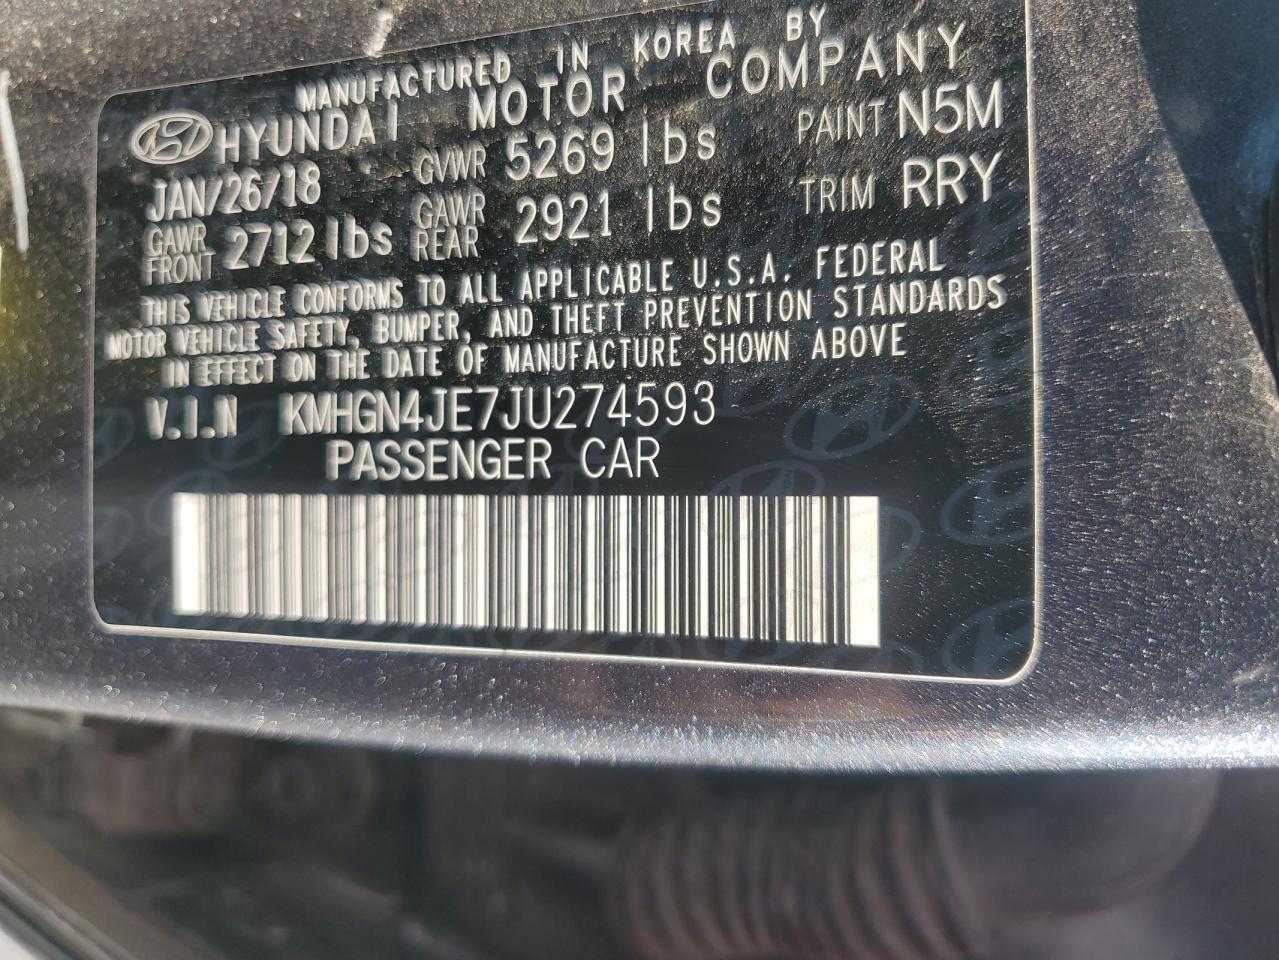 MANUFACTURED IN KOREA BY
HYUNDAI MOTOR COMPANY
JAN/26/18 GVWR 5269 lbs PAINT N5M
GAWR FRONT 2712 lbs GAWR REAR 2921 lbs TRIM RRY
THIS VEHICLE CONFORMS TO ALL APPLICABLE U.S.A. FEDERAL
MOTOR VEHICLE SAFETY, BUMPER, AND THEFT PREVENTION STANDARDS
IN EFFECT ON THE DATE OF MANUFACTURE SHOWN ABOVE
V.I.N KMHGN4JE7JU274593
PASSENGER CAR